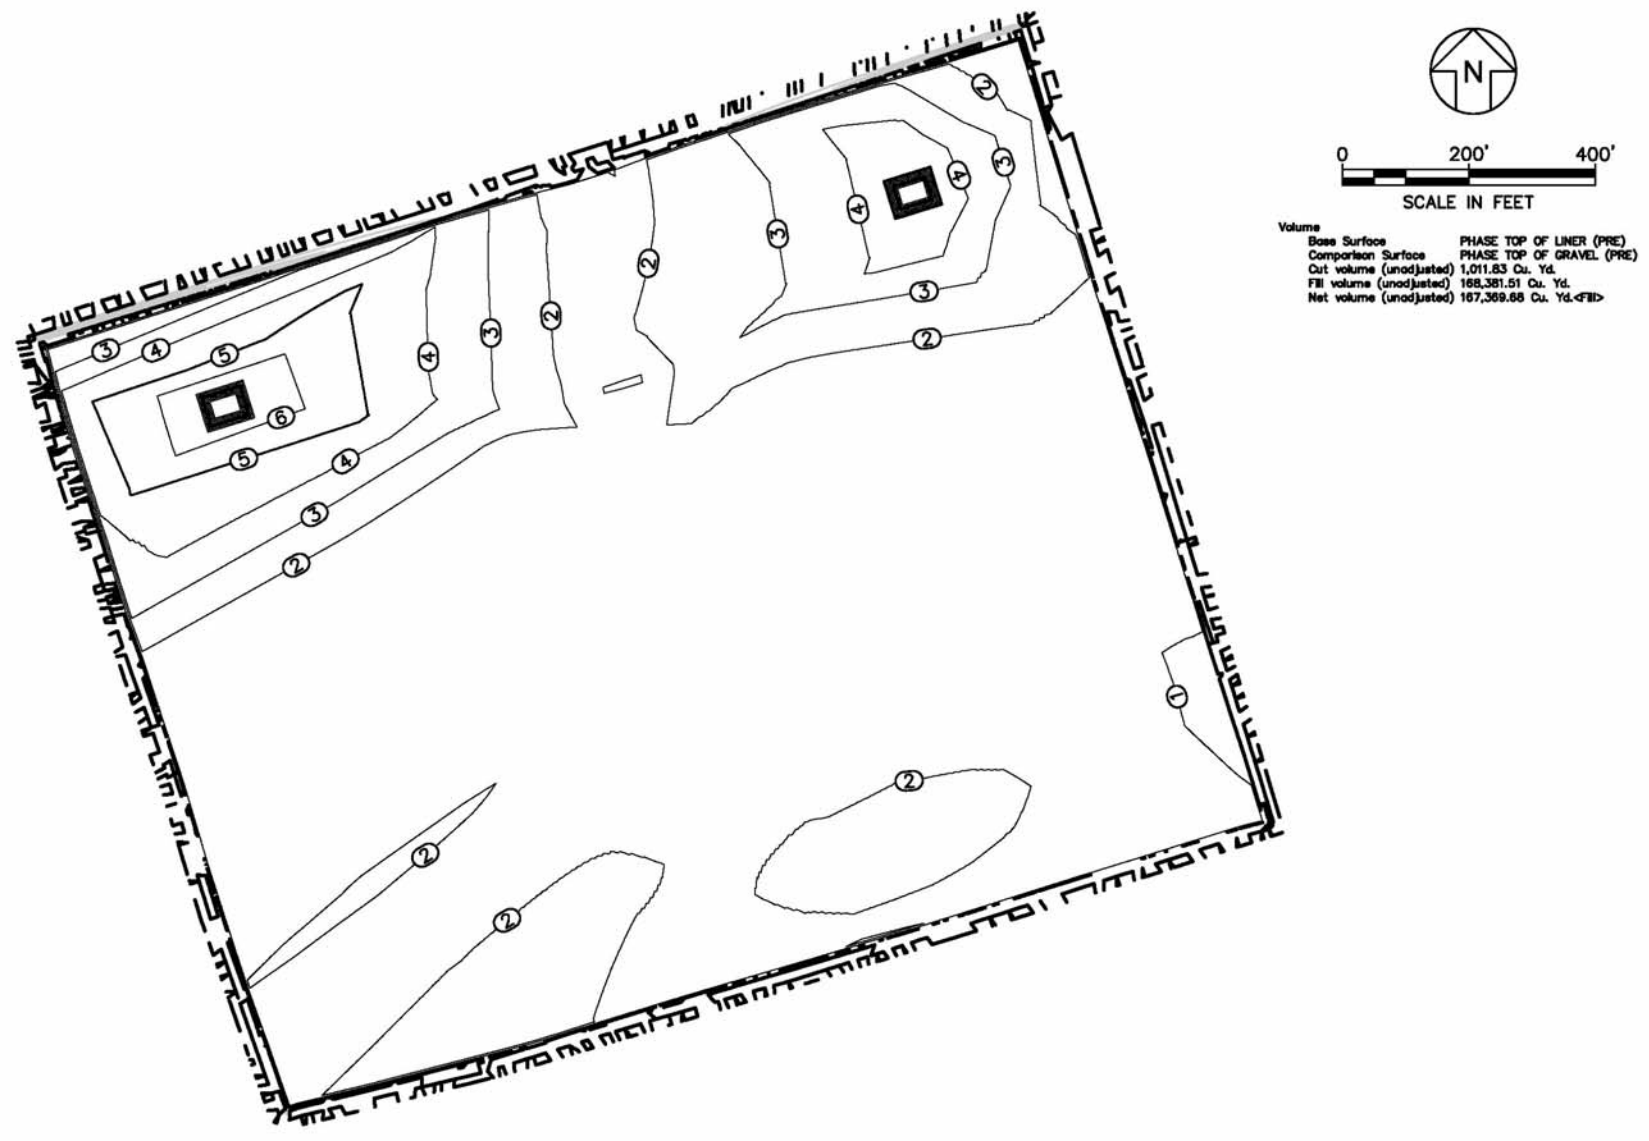 N
0 200' 400'
SCALE IN FEET
Volume
Base Surface PHASE TOP OF LINER (PRE)
Comparison Surface PHASE TOP OF GRAVEL (PRE)
Cut volume (unadjusted) 1,011.83 Cu. Yd.
Fill volume (unadjusted) 168,381.51 Cu. Yd.
Net volume (unadjusted) 167,369.68 Cu. Yd.<Fill>
2
3
4
4
3
2
3
2
3
2
2
3
4
3
4
5
6
5
4
3
2
1
2
2
2